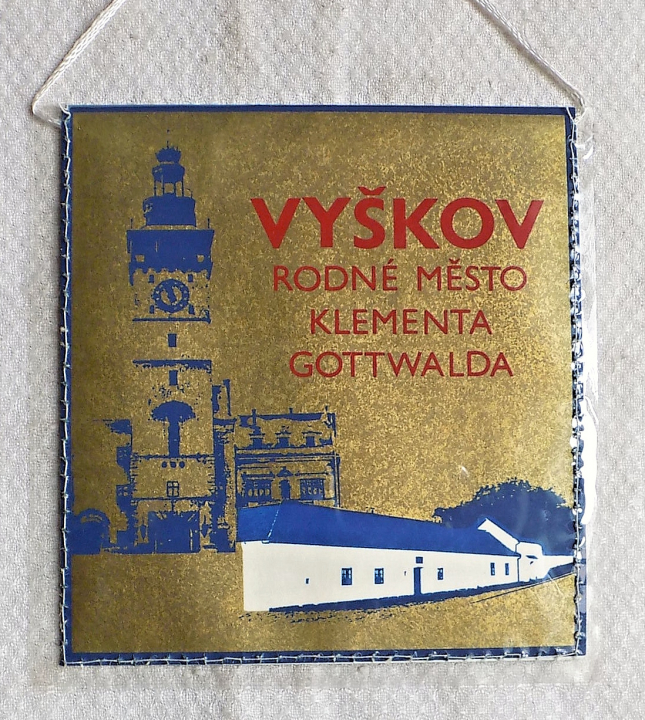 VYŠKOV
RODNÉ MĚSTO
KLEMENTA
GOTTWALDA